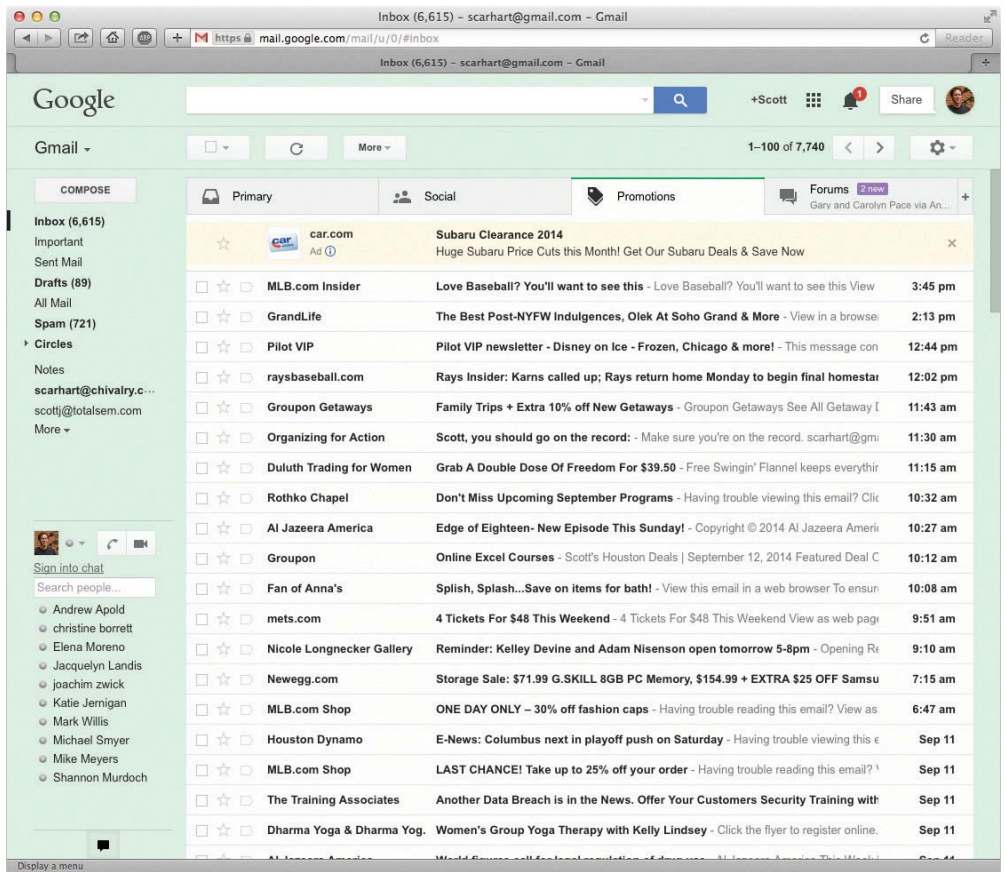 Inbox (6,615) – scarhart@gmail.com – Gmail
https mail.google.com/mail/u/0/#inbox Reader
Inbox (6,615) – scarhart@gmail.com – Gmail
Google +Scott 1 Share
Gmail More 1–100 of 7,740
COMPOSE
Inbox (6,615)
Important
Sent Mail
Drafts (89)
All Mail
Spam (721)
Circles
Notes
scarhart@chivalry.c...
scottj@totalsem.com
More
Sign into chat
Search people...
Andrew Apold
christine borrett
Elena Moreno
Jacquelyn Landis
joachim zwick
Katie Jernigan
Mark Willis
Michael Smyer
Mike Meyers
Shannon Murdoch
Primary Social Promotions Forums 2 new
Gary and Carolyn Pace via An...
car.com Subaru Clearance 2014
Ad Huge Subaru Price Cuts this Month! Get Our Subaru Deals & Save Now
MLB.com Insider Love Baseball? You'll want to see this - Love Baseball? You'll want to see this View 3:45 pm
GrandLife The Best Post-NYFW Indulgences, Olek At Soho Grand & More - View in a browse 2:13 pm
Pilot VIP Pilot VIP newsletter - Disney on Ice - Frozen, Chicago & more! - This message con 12:44 pm
raysbaseball.com Rays Insider: Karns called up; Rays return home Monday to begin final homestar 12:02 pm
Groupon Getaways Family Trips + Extra 10% off New Getaways - Groupon Getaways See All Getaway 11:43 am
Organizing for Action Scott, you should go on the record: - Make sure you're on the record. scarhart@gm 11:30 am
Duluth Trading for Women Grab A Double Dose Of Freedom For $39.50 - Free Swingin' Flannel keeps everythin 11:15 am
Rothko Chapel Don't Miss Upcoming September Programs - Having trouble viewing this email? Clic 10:32 am
Al Jazeera America Edge of Eighteen- New Episode This Sunday! - Copyright © 2014 Al Jazeera Ameri 10:27 am
Groupon Online Excel Courses - Scott's Houston Deals | September 12, 2014 Featured Deal C 10:12 am
Fan of Anna's Splish, Splash...Save on items for bath! - View this email in a web browser To ensur 10:08 am
mets.com 4 Tickets For $48 This Weekend - 4 Tickets For $48 This Weekend View as web pag 9:51 am
Nicole Longnecker Gallery Reminder: Kelley Devine and Adam Nisenson open tomorrow 5-8pm - Opening Re 9:10 am
Newegg.com Storage Sale: $71.99 G.SKILL 8GB PC Memory, $154.99 + EXTRA $25 OFF Samsu 7:15 am
MLB.com Shop ONE DAY ONLY – 30% off fashion caps - Having trouble reading this email? View as 6:47 am
Houston Dynamo E-News: Columbus next in playoff push on Saturday - Having trouble viewing this e Sep 11
MLB.com Shop LAST CHANCE! Take up to 25% off your order - Having trouble reading this email? Sep 11
The Training Associates Another Data Breach is in the News. Offer Your Customers Security Training with Sep 11
Dharma Yoga & Dharma Yog. Women's Group Yoga Therapy with Kelly Lindsey - Click the flyer to register online. Sep 11
Display a menu